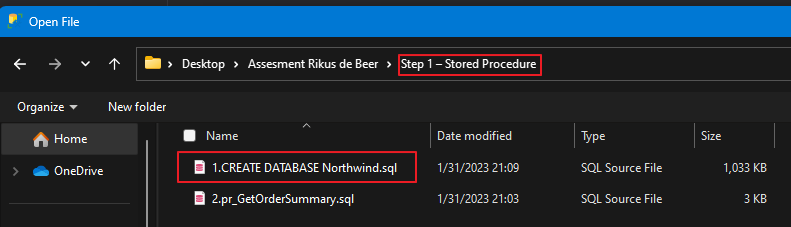 Open File
Desktop > Assesment Rikus de Beer > Step 1 – Stored Procedure
Organize New folder
Home
OneDrive
Name Date modified Type Size
1.CREATE DATABASE Northwind.sql 1/31/2023 21:09 SQL Source File 1,033 KB
2.pr_GetOrderSummary.sql 1/31/2023 21:03 SQL Source File 3 KB